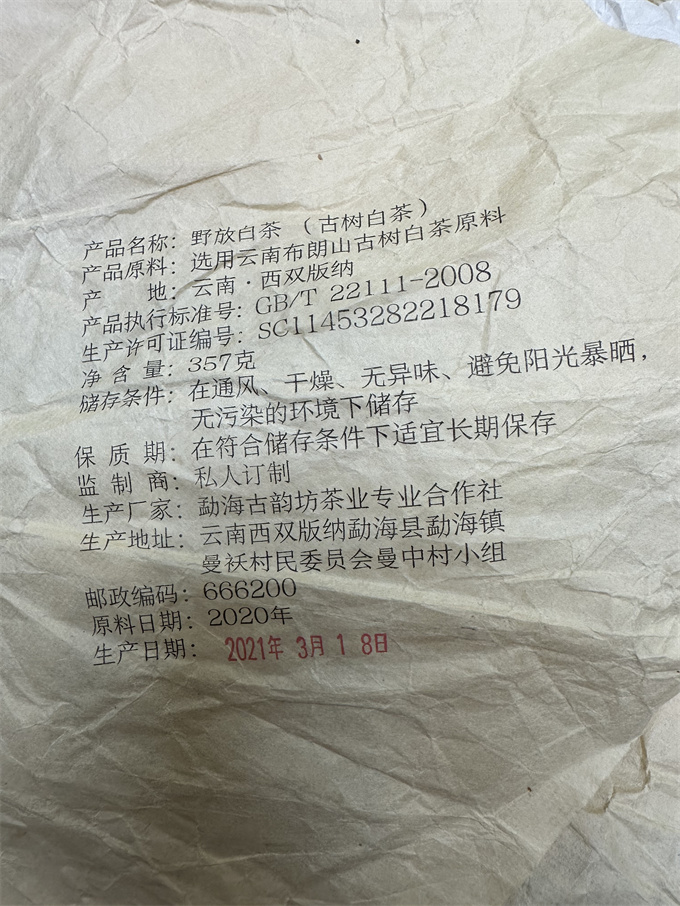 产品名称：野放白茶（古树白茶）
产品原料：选用云南布朗山古树白茶原料
产 地：云南·西双版纳
产品执行标准号：GB/T 22111-2008
生产许可证编号：SC11453282218179
净含量：357克
储存条件：在通风、干燥、无异味、避免阳光暴晒，
无污染的环境下储存
保质期：在符合储存条件下适宜长期保存
监制商：私人订制
生产厂家：勐海古韵坊茶业专业合作社
生产地址：云南西双版纳勐海县勐海镇
曼袄村民委员会曼中村小组
邮政编码：666200
原料日期：2020年
生产日期：2021年 3月 1 8日